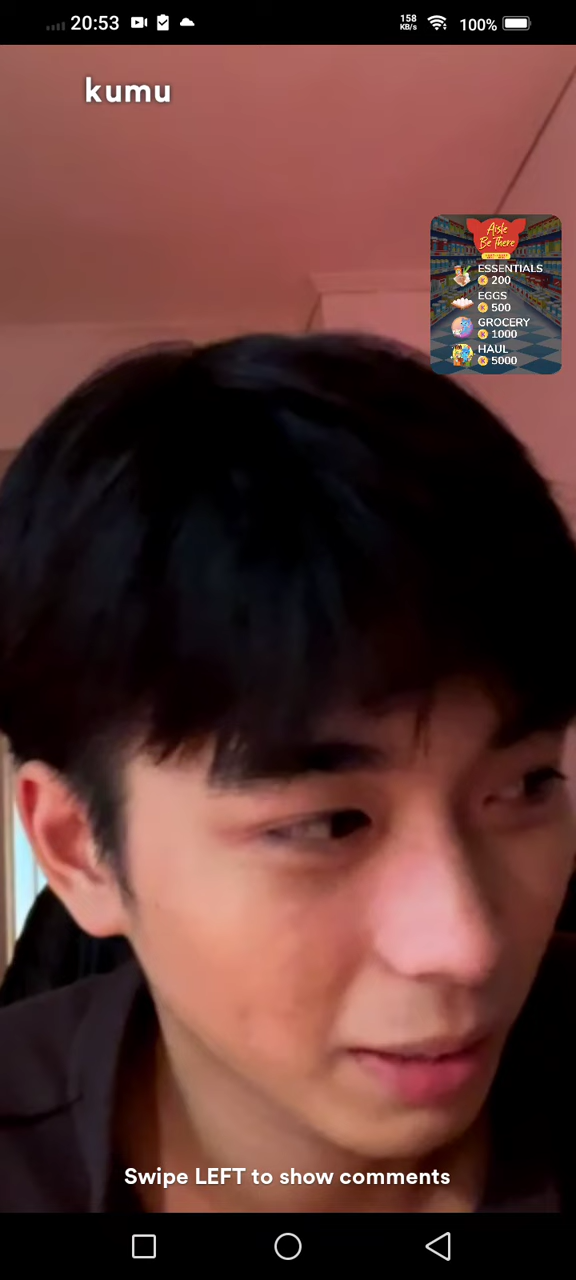 20:53
158
KB/s
100%
kumu
Aisle
Be There
ESSENTIALS
200
EGGS
500
GROCERY
1000
HAUL
5000
Swipe LEFT to show comments